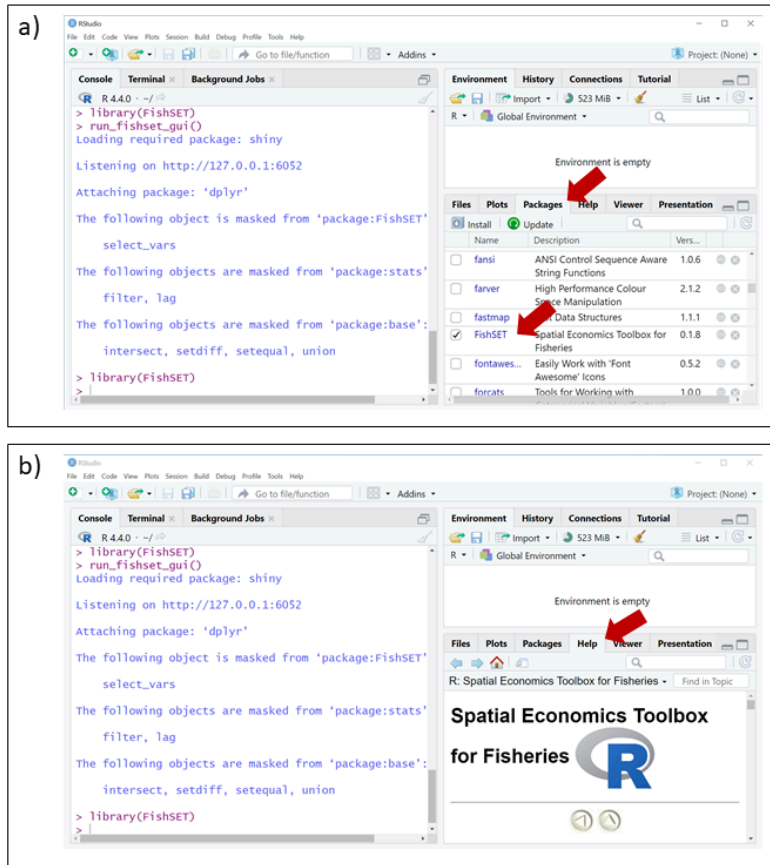 a)
RStudio
File Edit Code View Plots Session Build Debug Profile Tools Help
Go to file/function Addins Project: (None)
Console Terminal Background Jobs
R 4.4.0 · ~/
> library(FishSET)
> run_fishset_gui()
Loading required package: shiny
Listening on http://127.0.0.1:6052
Attaching package: ‘dplyr’
The following object is masked from ‘package:FishSET’
select_vars
The following objects are masked from ‘package:stats’
filter, lag
The following objects are masked from ‘package:base’:
intersect, setdiff, setequal, union
> library(FishSET)
>
Environment History Connections Tutorial
Import 523 MiB List
R Global Environment
Environment is empty
Files Plots Packages Help Viewer Presentation
Install Update
Name Description Vers...
fansi ANSI Control Sequence Aware 1.0.6
String Functions
farver High Performance Colour 2.1.2
Space Manipulation
fastmap Data Structures 1.1.1
FishSET Spatial Economics Toolbox for 0.1.8
Fisheries
fontawes... Easily Work with 'Font 0.5.2
Awesome' Icons
forcats Tools for Working with 1.0.0
b)
RStudio
File Edit Code View Plots Session Build Debug Profile Tools Help
Go to file/function Addins Project: (None)
Console Terminal Background Jobs
R 4.4.0 · ~/
> library(FishSET)
> run_fishset_gui()
Loading required package: shiny
Listening on http://127.0.0.1:6052
Attaching package: ‘dplyr’
The following object is masked from ‘package:FishSET’
select_vars
The following objects are masked from ‘package:stats’
filter, lag
The following objects are masked from ‘package:base’:
intersect, setdiff, setequal, union
> library(FishSET)
>
Environment History Connections Tutorial
Import 523 MiB List
R Global Environment
Environment is empty
Files Plots Packages Help Viewer Presentation
R: Spatial Economics Toolbox for Fisheries Find in Topic
Spatial Economics Toolbox
for Fisheries R